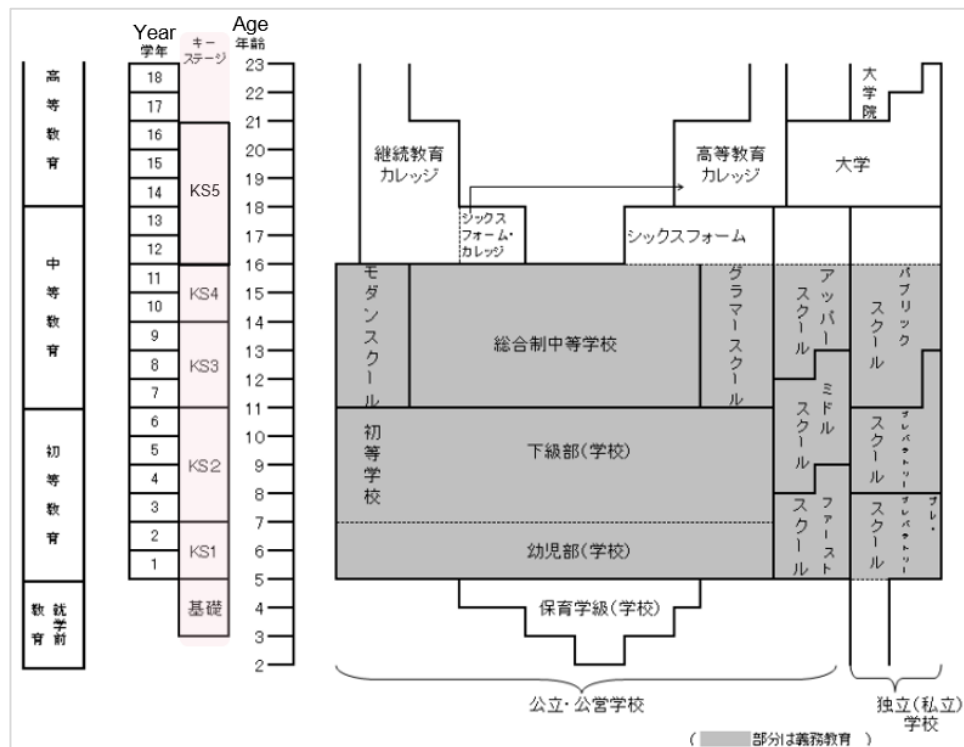 Year
学年
キー
ステージ
Age
年齢
高等教育
中等教育
初等教育
就学前
教育
18
17
16
15
14
13
12
11
10
9
8
7
6
5
4
3
2
1
KS5
KS4
KS3
KS2
KS1
基礎
23
22
21
20
19
18
17
16
15
14
13
12
11
10
9
8
7
6
5
4
3
2
継続教育
カレッジ
高等教育
カレッジ
大学院
大学
シックス
フォーム・
カレッジ
シックスフォーム
モダンスクール
総合制中等学校
グラマースクール
アッパー
スクール
パブリック
スクール
初等学校
下級部(学校)
ミドル
スクール
プレパラトリー
スクール
幼児部(学校)
ファースト
スクール
プレ・
プレパラトリー
スクール
保育学級(学校)
公立・公営学校
独立(私立)
学校
( 部分は義務教育 )